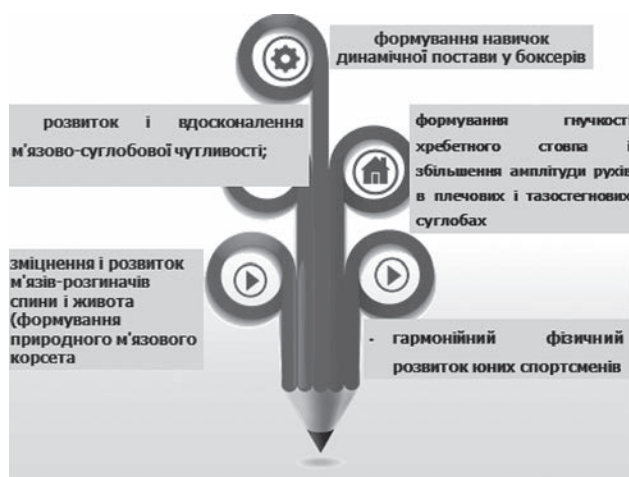 формування навичок
динамічної постави у боксерів
розвиток і вдосконалення
м'язово-суглобової чутливості;
формування гнучкості
хребетного стовпа і
збільшення амплітуди рухів
в плечових і тазостегнових
суглобах
зміцнення і розвиток
м'язів-розгиначів
спини і живота
(формування
природного м'язового
корсета
- гармонійний фізичний
розвиток юних спортсменів